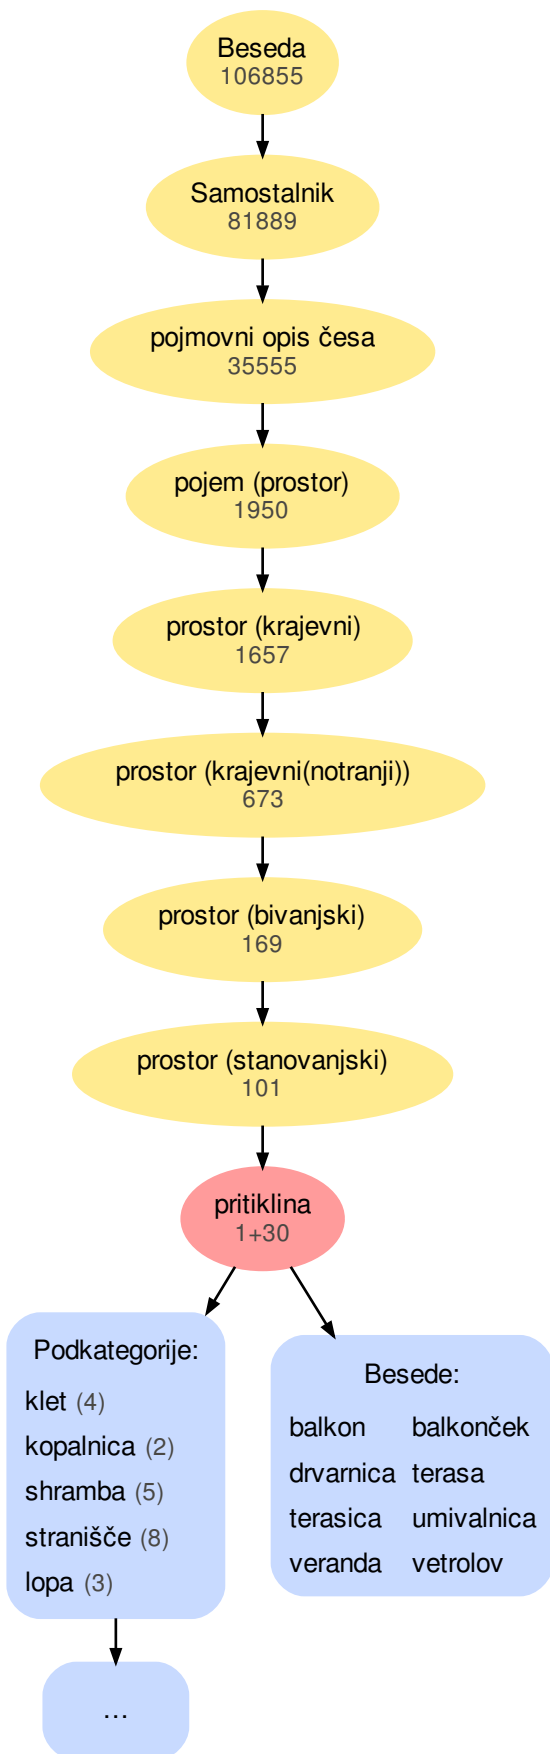 Beseda
106855
Samostalnik
81889
pojmovni opis česa
35555
pojem (prostor)
1950
prostor (krajevni)
1657
prostor (krajevni(notranji))
673
prostor (bivanjski)
169
prostor (stanovanjski)
101
pritiklina
1+30
Podkategorije:
klet (4)
kopalnica (2)
shramba (5)
stranišče (8)
lopa (3)
Besede:
balkon balkonček
drvarnica terasa
terasica umivalnica
veranda vetrolov
...